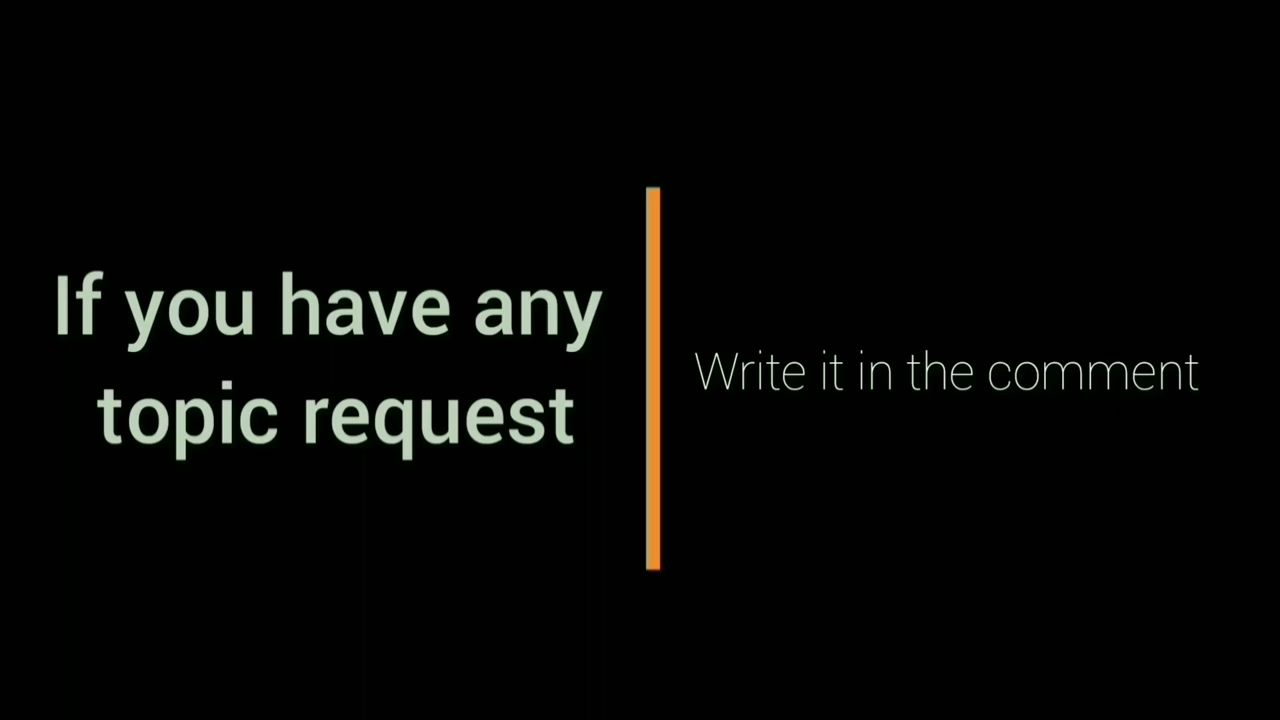 If you have any
topic request
Write it in the comment